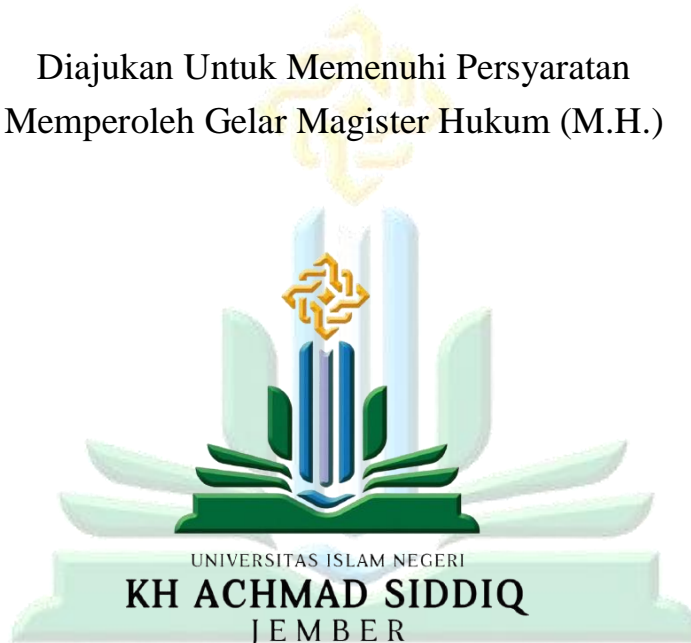 Diajukan Untuk Memenuhi Persyaratan
Memperoleh Gelar Magister Hukum (M.H.)
UNIVERSITAS ISLAM NEGERI
KH ACHMAD SIDDIQ
JEMBER